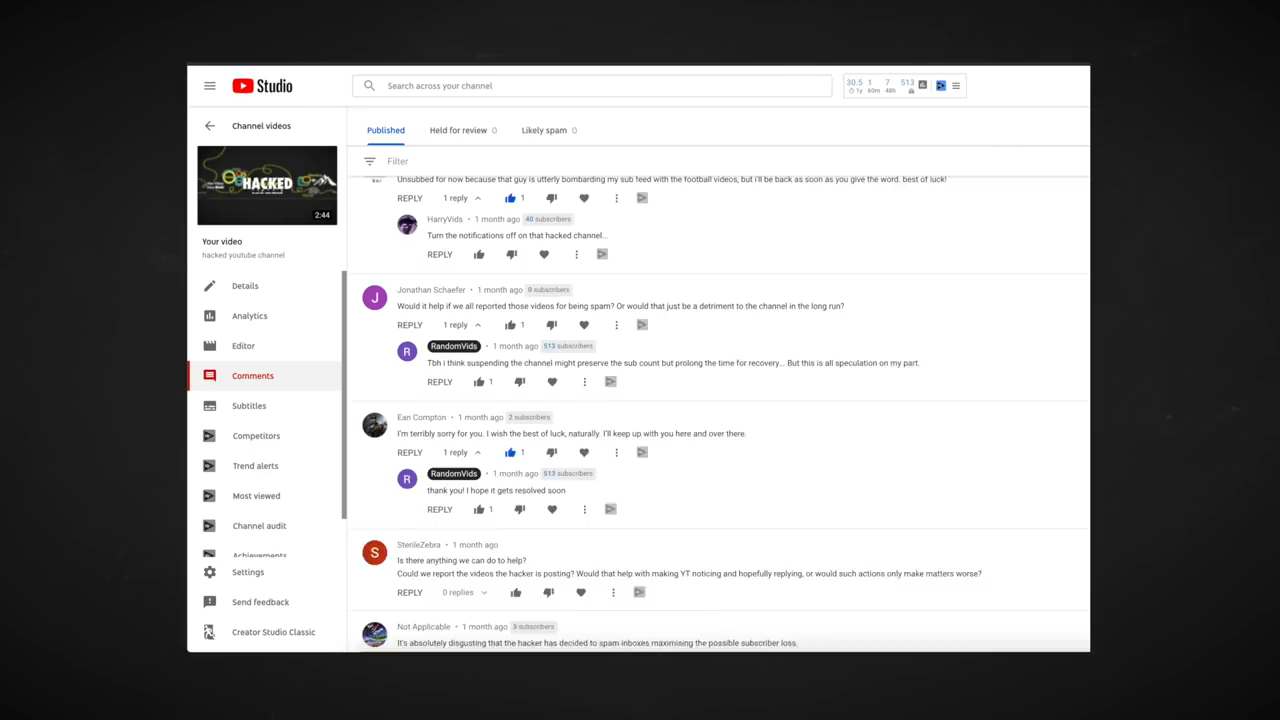 Studio
Search across your channel
30.5 1 7 513
1y 60m 48h
Channel videos
HACKED
2:44
Your video
hacked youtube channel
Details
Analytics
Editor
Comments
Subtitles
Competitors
Trend alerts
Most viewed
Channel audit
Achievements
Settings
Send feedback
Creator Studio Classic
Published Held for review 0 Likely spam 0
Filter
Unsubbed for now because that guy is utterly bombarding my sub feed with the football videos, but i'll be back as soon as you give the word. best of luck!
REPLY 1 reply 1
HarryVids • 1 month ago 40 subscribers
Turn the notifications off on that hacked channel...
REPLY
J
Jonathan Schaefer • 1 month ago 0 subscribers
Would it help if we all reported those videos for being spam? Or would that just be a detriment to the channel in the long run?
REPLY 1 reply 1
R
RandomVids • 1 month ago 513 subscribers
Tbh i think suspending the channel might preserve the sub count but prolong the time for recovery... But this is all speculation on my part.
REPLY 1
Ean Compton • 1 month ago 2 subscribers
I'm terribly sorry for you. I wish the best of luck, naturally. I'll keep up with you here and over there.
REPLY 1 reply 1
R
RandomVids • 1 month ago 513 subscribers
thank you! I hope it gets resolved soon
REPLY 1
S
SterileZebra • 1 month ago
Is there anything we can do to help?
Could we report the videos the hacker is posting? Would that help with making YT noticing and hopefully replying, or would such actions only make matters worse?
REPLY 0 replies
Not Applicable • 1 month ago 3 subscribers
It's absolutely disgusting that the hacker has decided to spam inboxes maximising the possible subscriber loss.